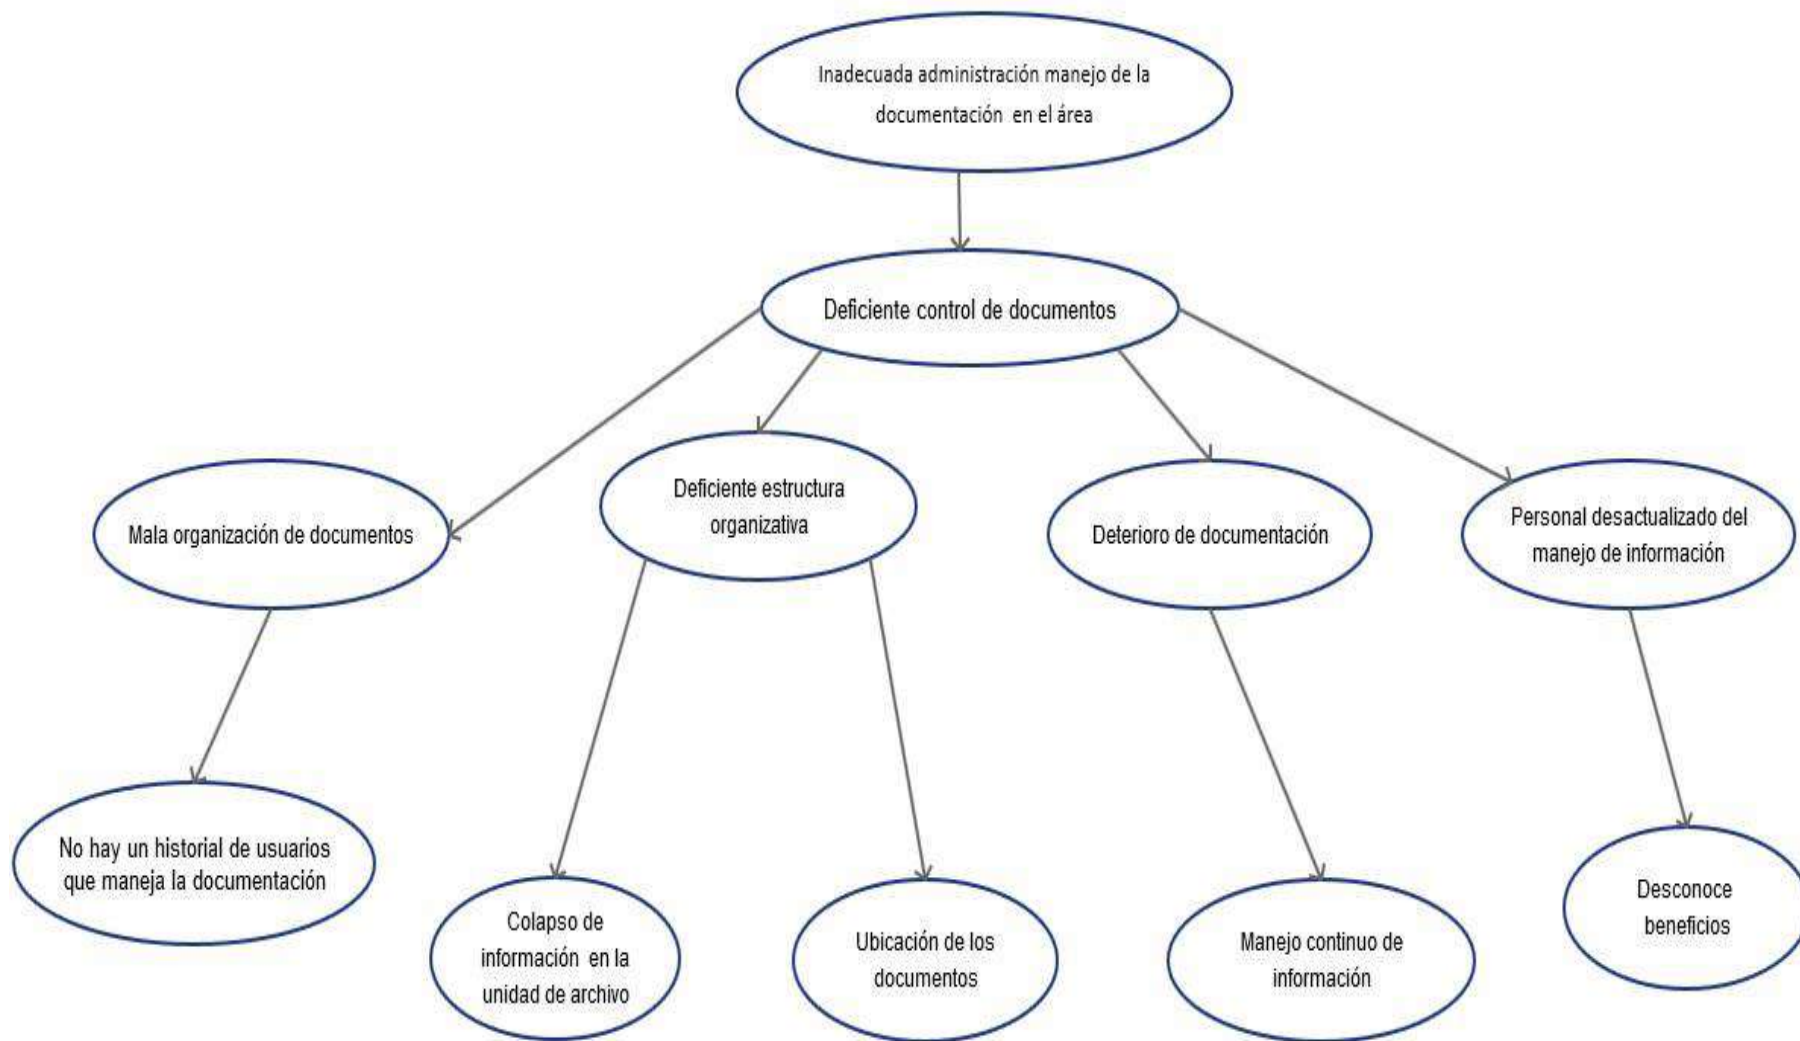 Inadecuada administración manejo de la
documentación en el área
Deficiente control de documentos
Mala organización de documentos
Deficiente estructura
organizativa
Deterioro de documentación
Personal desactualizado del
manejo de información
No hay un historial de usuarios
que maneja la documentación
Colapso de
información en la
unidad de archivo
Ubicación de los
documentos
Manejo continuo de
información
Desconoce
beneficios